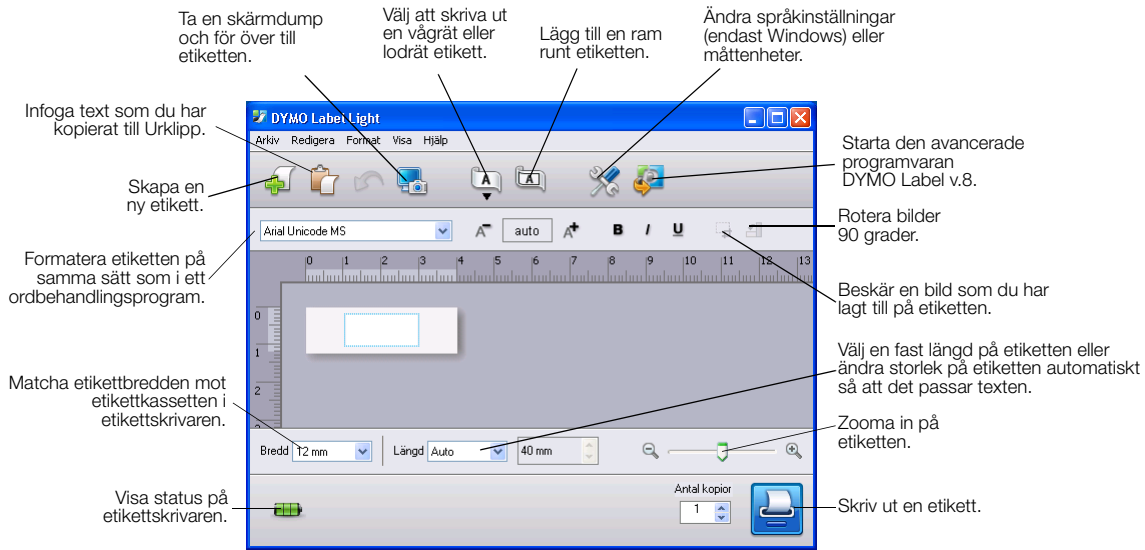 Ta en skärmdump
och för över till
etiketten.
Välj att skriva ut
en vågrät eller
lodrät etikett.
Lägg till en ram
runt etiketten.
Ändra språkinställningar
(endast Windows) eller
måttenheter.
Infoga text som du har
kopierat till Urklipp.
Skapa en
ny etikett.
Formatera etiketten på
samma sätt som i ett
ordbehandlingsprogram.
Matcha etikettbredden mot
etikettkassetten i
etikettskrivaren.
Visa status på
etikettskrivaren.
DYMO Label Light
Arkiv Redigera Format Visa Hjälp
A A
Arial Unicode MS A- auto A+ B I U
0 1 2 3 4 5 6 7 8 9 10 11 12 13
0
1
2
Bredd 12 mm Längd Auto 40 mm
Antal kopior
1
Starta den avancerade
programvaran
DYMO Label v.8.
Rotera bilder
90 grader.
Beskär en bild som du har
lagt till på etiketten.
Välj en fast längd på etiketten eller
ändra storlek på etiketten automatiskt
så att det passar texten.
Zooma in på
etiketten.
Skriv ut en etikett.